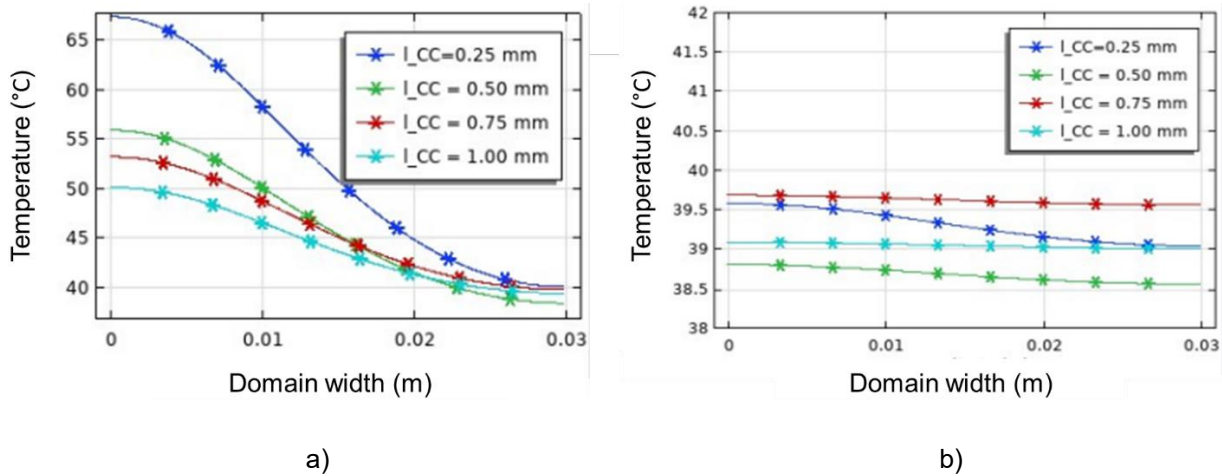 65
60
55
50
45
40
0
0.01
0.02
0.03
Temperature (°C)
Domain width (m)
l_CC=0.25 mm
l_CC = 0.50 mm
l_CC = 0.75 mm
l_CC = 1.00 mm
a)
42
41.5
41
40.5
40
39.5
39
38.5
38
0
0.01
0.02
0.03
Temperature (°C)
Domain width (m)
l_CC=0.25 mm
l_CC = 0.50 mm
l_CC = 0.75 mm
l_CC = 1.00 mm
b)